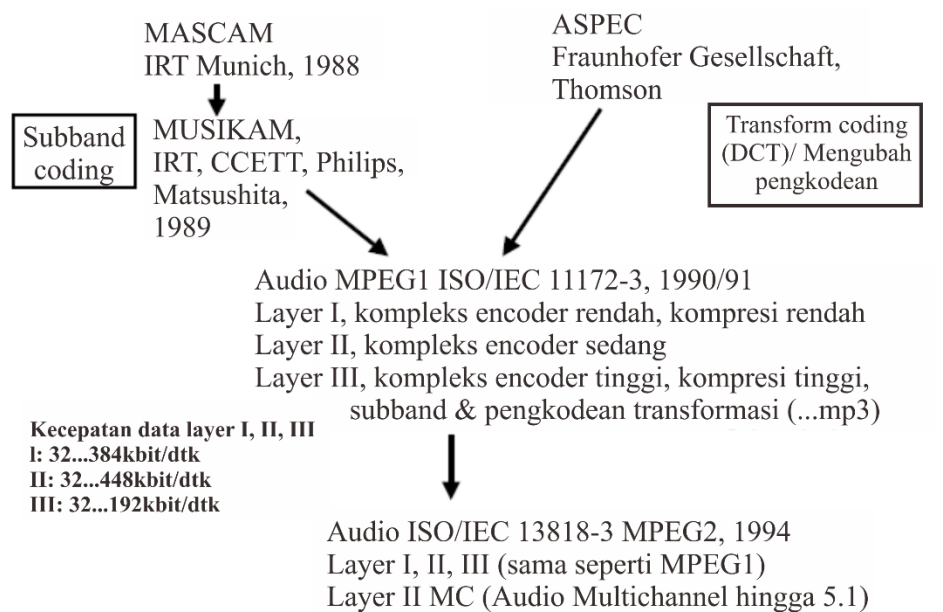 MASCAM
IRT Munich, 1988
ASPEC
Fraunhofer Gesellschaft,
Thomson
Subband
coding
MUSIKAM,
IRT, CCETT, Philips,
Matsushita,
1989
Transform coding
(DCT)/ Mengubah
pengkodean
Audio MPEG1 ISO/IEC 11172-3, 1990/91
Layer I, kompleks encoder rendah, kompresi rendah
Layer II, kompleks encoder sedang
Layer III, kompleks encoder tinggi, kompresi tinggi,
subband & pengkodean transformasi (...mp3)
Kecepatan data layer I, II, III
l: 32...384kbit/dtk
II: 32...448kbit/dtk
III: 32...192kbit/dtk
Audio ISO/IEC 13818-3 MPEG2, 1994
Layer I, II, III (sama seperti MPEG1)
Layer II MC (Audio Multichannel hingga 5.1)